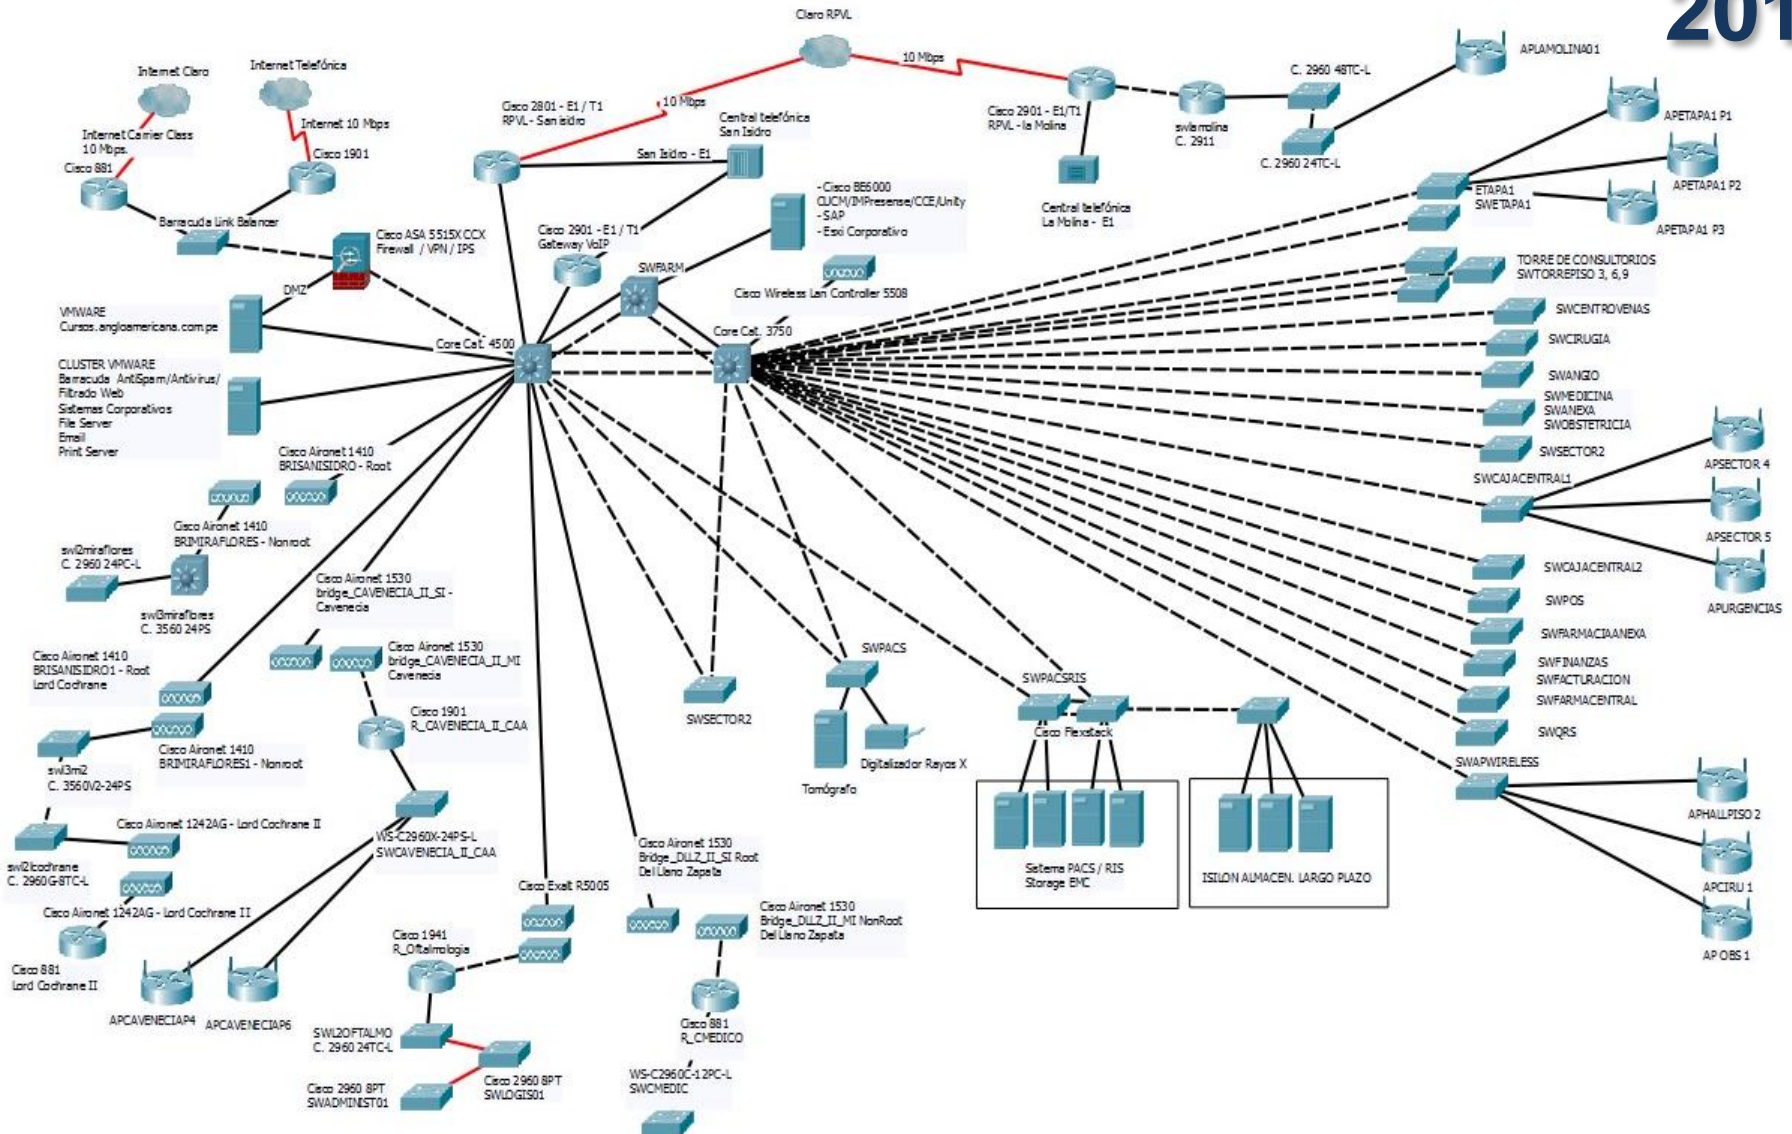 201
Claro RPVL
Internet Claro
Internet Telefónica
10 Mbps
APLAMOLINA01
C. 2960 48TC-L
Internet Carrier Class
10 Mbps.
Internet 10 Mbps
Cisco 881
Cisco 1901
Cisco 2801 - E1 / T1
RPVL - San isidro
10 Mbps
Central telefónica
San Isidro
San Isidro - E1
Cisco 2901 - E1/T1
RPVL - la Molina
swlamolina
C. 2911
C. 2960 24TC-L
APETAPA1 P1
APETAPA1 P2
APETAPA1 P3
ETAPA1
SWETAPA1
Central telefónica
La Molina - E1
Barracuda Link Balancer
Cisco ASA 5515X CCX
Firewall / VPN / IPS
DMZ
- Cisco BE6000
CUCM/IMPresense/CCE/Unity
- SAP
- Esxi Corporativo
Cisco 2901 - E1 / T1
Gateway VoIP
SWFARM
Cisco Wireless Lan Controller 5508
Core Cat. 3750
Core Cat. 4500
VMWARE
Cursos.angloamericana.com.pe
CLUSTER VMWARE
Barracuda AntiSpam/Antivirus/
Filtrado Web
Sistemas Corporativos
File Server
Email
Print Server
TORRE DE CONSULTORIOS
SWTORREPISO 3, 6,9
SWCENTROVENAS
SWCIRUGIA
SWANGIO
SWMEDICINA
SWANEXA
SWOBSTETRICIA
SWSECTOR2
SWCAJACENTRAL1
APSECTOR 4
APSECTOR 5
APURGENCIAS
SWCAJACENTRAL2
SWPOS
SWFARMACIAANEXA
SWFINANZAS
SWFACTURACION
SWFARMACENTRAL
SWQRS
SWAPWIRELESS
APHALLPISO 2
APCIRU 1
AP OBS 1
Cisco Aironet 1410
BRISANISIDRO - Root
Cisco Aironet 1410
BRIMIRAFLORES - Nonroot
swl2miraflores
C. 2960 24PC-L
swl3miraflores
C. 3560 24PS
Cisco Aironet 1530
bridge_CAVENECIA_II_SI -
Cavenecia
Cisco Aironet 1530
bridge_CAVENECIA_II_MI
Cavenecia
Cisco Aironet 1410
BRISANISIDRO1 - Root
Lord Cochrane
Cisco 1901
R_CAVENECIA_II_CAA
Cisco Aironet 1410
BRIMIRAFLORES1 - Nonroot
swl3mi2
C. 3560V2-24PS
Cisco Aironet 1242AG - Lord Cochrane II
WS-C2960X-24PS-L
SWCAVENECIA_II_CAA
swl2lcochrane
C. 2960G-8TC-L
Cisco Aironet 1242AG - Lord Cochrane II
Cisco 881
Lord Cochrane II
APCAVENECIAP4
APCAVENECIAP6
SWSECTOR2
SWPACS
Tomógrafo
Digitalizador Rayos X
SWPACSRIS
Cisco Flexstack
Sistema PACS / RIS
Storage EMC
ISILON ALMACEN. LARGO PLAZO
Cisco Exalt R5005
Cisco 1941
R_Oftalmologia
Cisco Aironet 1530
Bridge_DLLZ_II_SI Root
Del Llano Zapata
Cisco Aironet 1530
Bridge_DLLZ_II_MI NonRoot
Del Llano Zapata
SWL2OFTALMO
C. 2960 24TC-L
Cisco 2960 8PT
SWLOGIS01
Cisco 2960 8PT
SWADMINIST01
Cisco 881
R_CMEDICO
WS-C2960C-12PC-L
SWCMEDIC